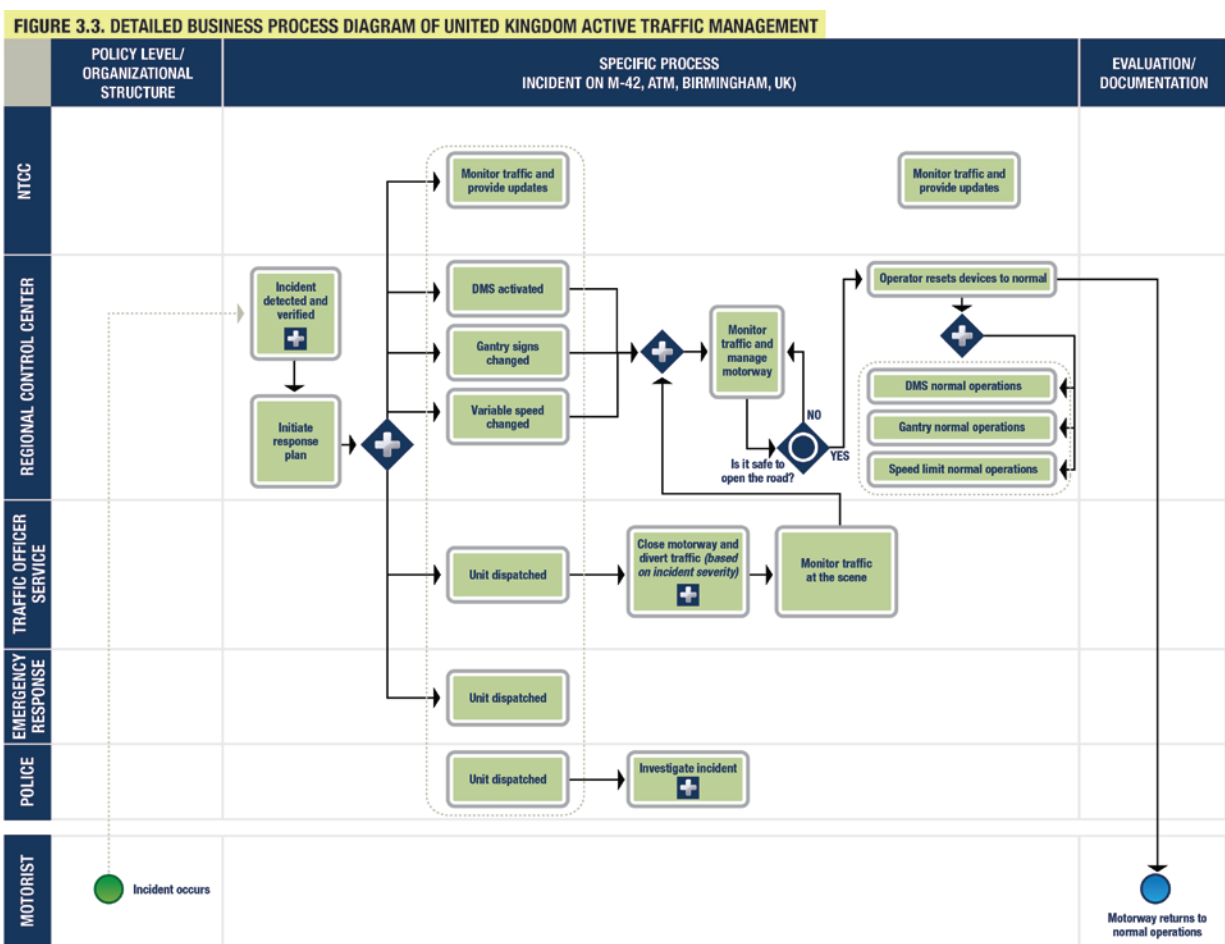 FIGURE 3.3. DETAILED BUSINESS PROCESS DIAGRAM OF UNITED KINGDOM ACTIVE TRAFFIC MANAGEMENT
POLICY LEVEL/
ORGANIZATIONAL
STRUCTURE
SPECIFIC PROCESS
INCIDENT ON M-42, ATM, BIRMINGHAM, UK)
EVALUATION/
DOCUMENTATION
NTCC
Monitor traffic and
provide updates
Monitor traffic and
provide updates
REGIONAL CONTROL CENTER
Incident
detected and
verified
Initiate
response
plan
DMS activated
Gantry signs
changed
Variable speed
changed
Monitor
traffic and
manage
motorway
NO
YES
Is it safe to
open the road?
Operator resets devices to normal
DMS normal operations
Gantry normal operations
Speed limit normal operations
TRAFFIC OFFICER
SERVICE
Unit dispatched
Close motorway and
divert traffic (based
on incident severity)
Monitor traffic
at the scene
EMERGENCY
RESPONSE
Unit dispatched
POLICE
Unit dispatched
Investigate incident
MOTORIST
Incident occurs
Motorway returns to
normal operations